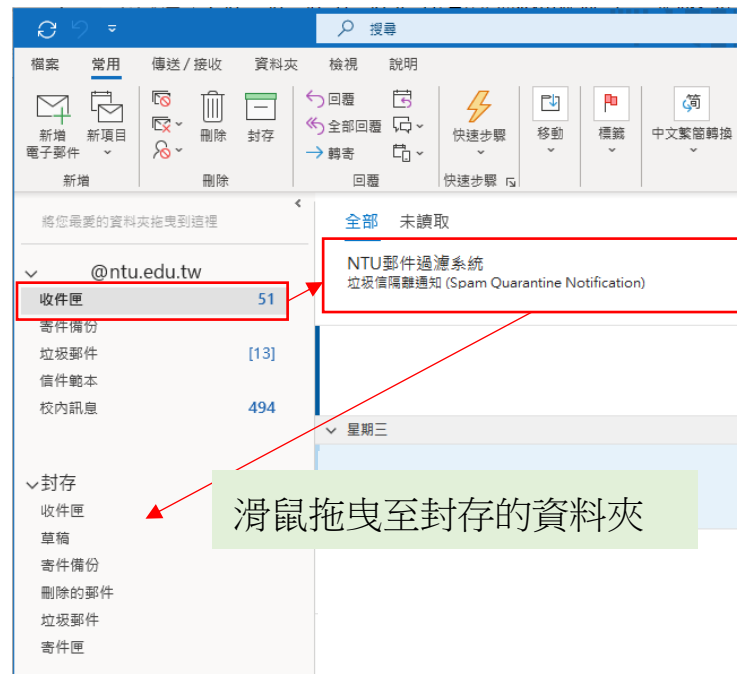 搜尋
檔案 常用 傳送/接收 資料夾 檢視 說明
新增
電子郵件
新項目
刪除
封存
回覆
全部回覆
轉寄
快速步驟
移動
標籤
简
中文繁簡轉換
新增 刪除 回覆 快速步驟
將您最愛的資料夾拖曳到這裡
全部 未讀取
@ntu.edu.tw
NTU郵件過濾系統
垃圾信隔離通知 (Spam Quarantine Notification)
收件匣 51
寄件備份
垃圾郵件 [13]
信件範本
校內訊息 494
星期三
封存
收件匣
草稿
寄件備份
刪除的郵件
垃圾郵件
寄件匣
滑鼠拖曳至封存的資料夾